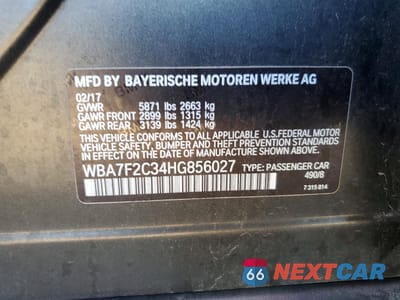 MFD BY BAYERISCHE MOTOREN WERKE AG
02/17
GVWR 5871 lbs 2663 kg
GAWR FRONT 2899 lbs 1315 kg
GAWR REAR 3139 lbs 1424 kg
THIS VEHICLE CONFORMS TO ALL APPLICABLE U.S.FEDERAL MOTOR
VEHICLE SAFETY, BUMPER AND THEFT PREVENTION STANDARDS
IN EFFECT ON THE DATE OF MANUFACTURE SHOWN ABOVE.
WBA7F2C34HG856027 TYPE: PASSENGER CAR
490/8
7 315 814
66 NEXTCAR